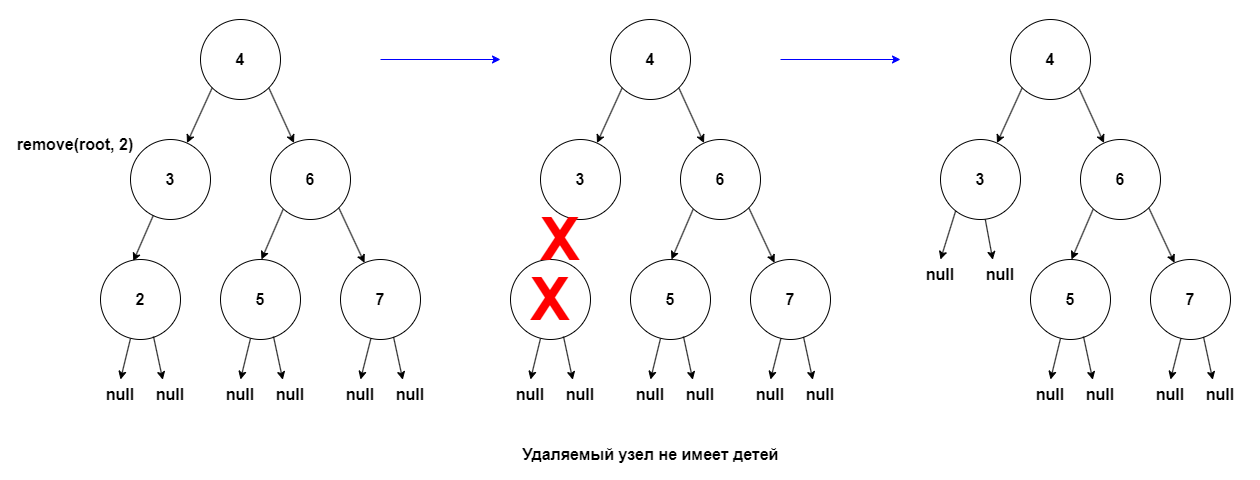 4 4 4
remove(root, 2)
3 6 3 6 3 6
X
null null
2 5 7 X 5 7 5 7
null null null null null null null null null null null null null null null null
Удаляемый узел не имеет детей